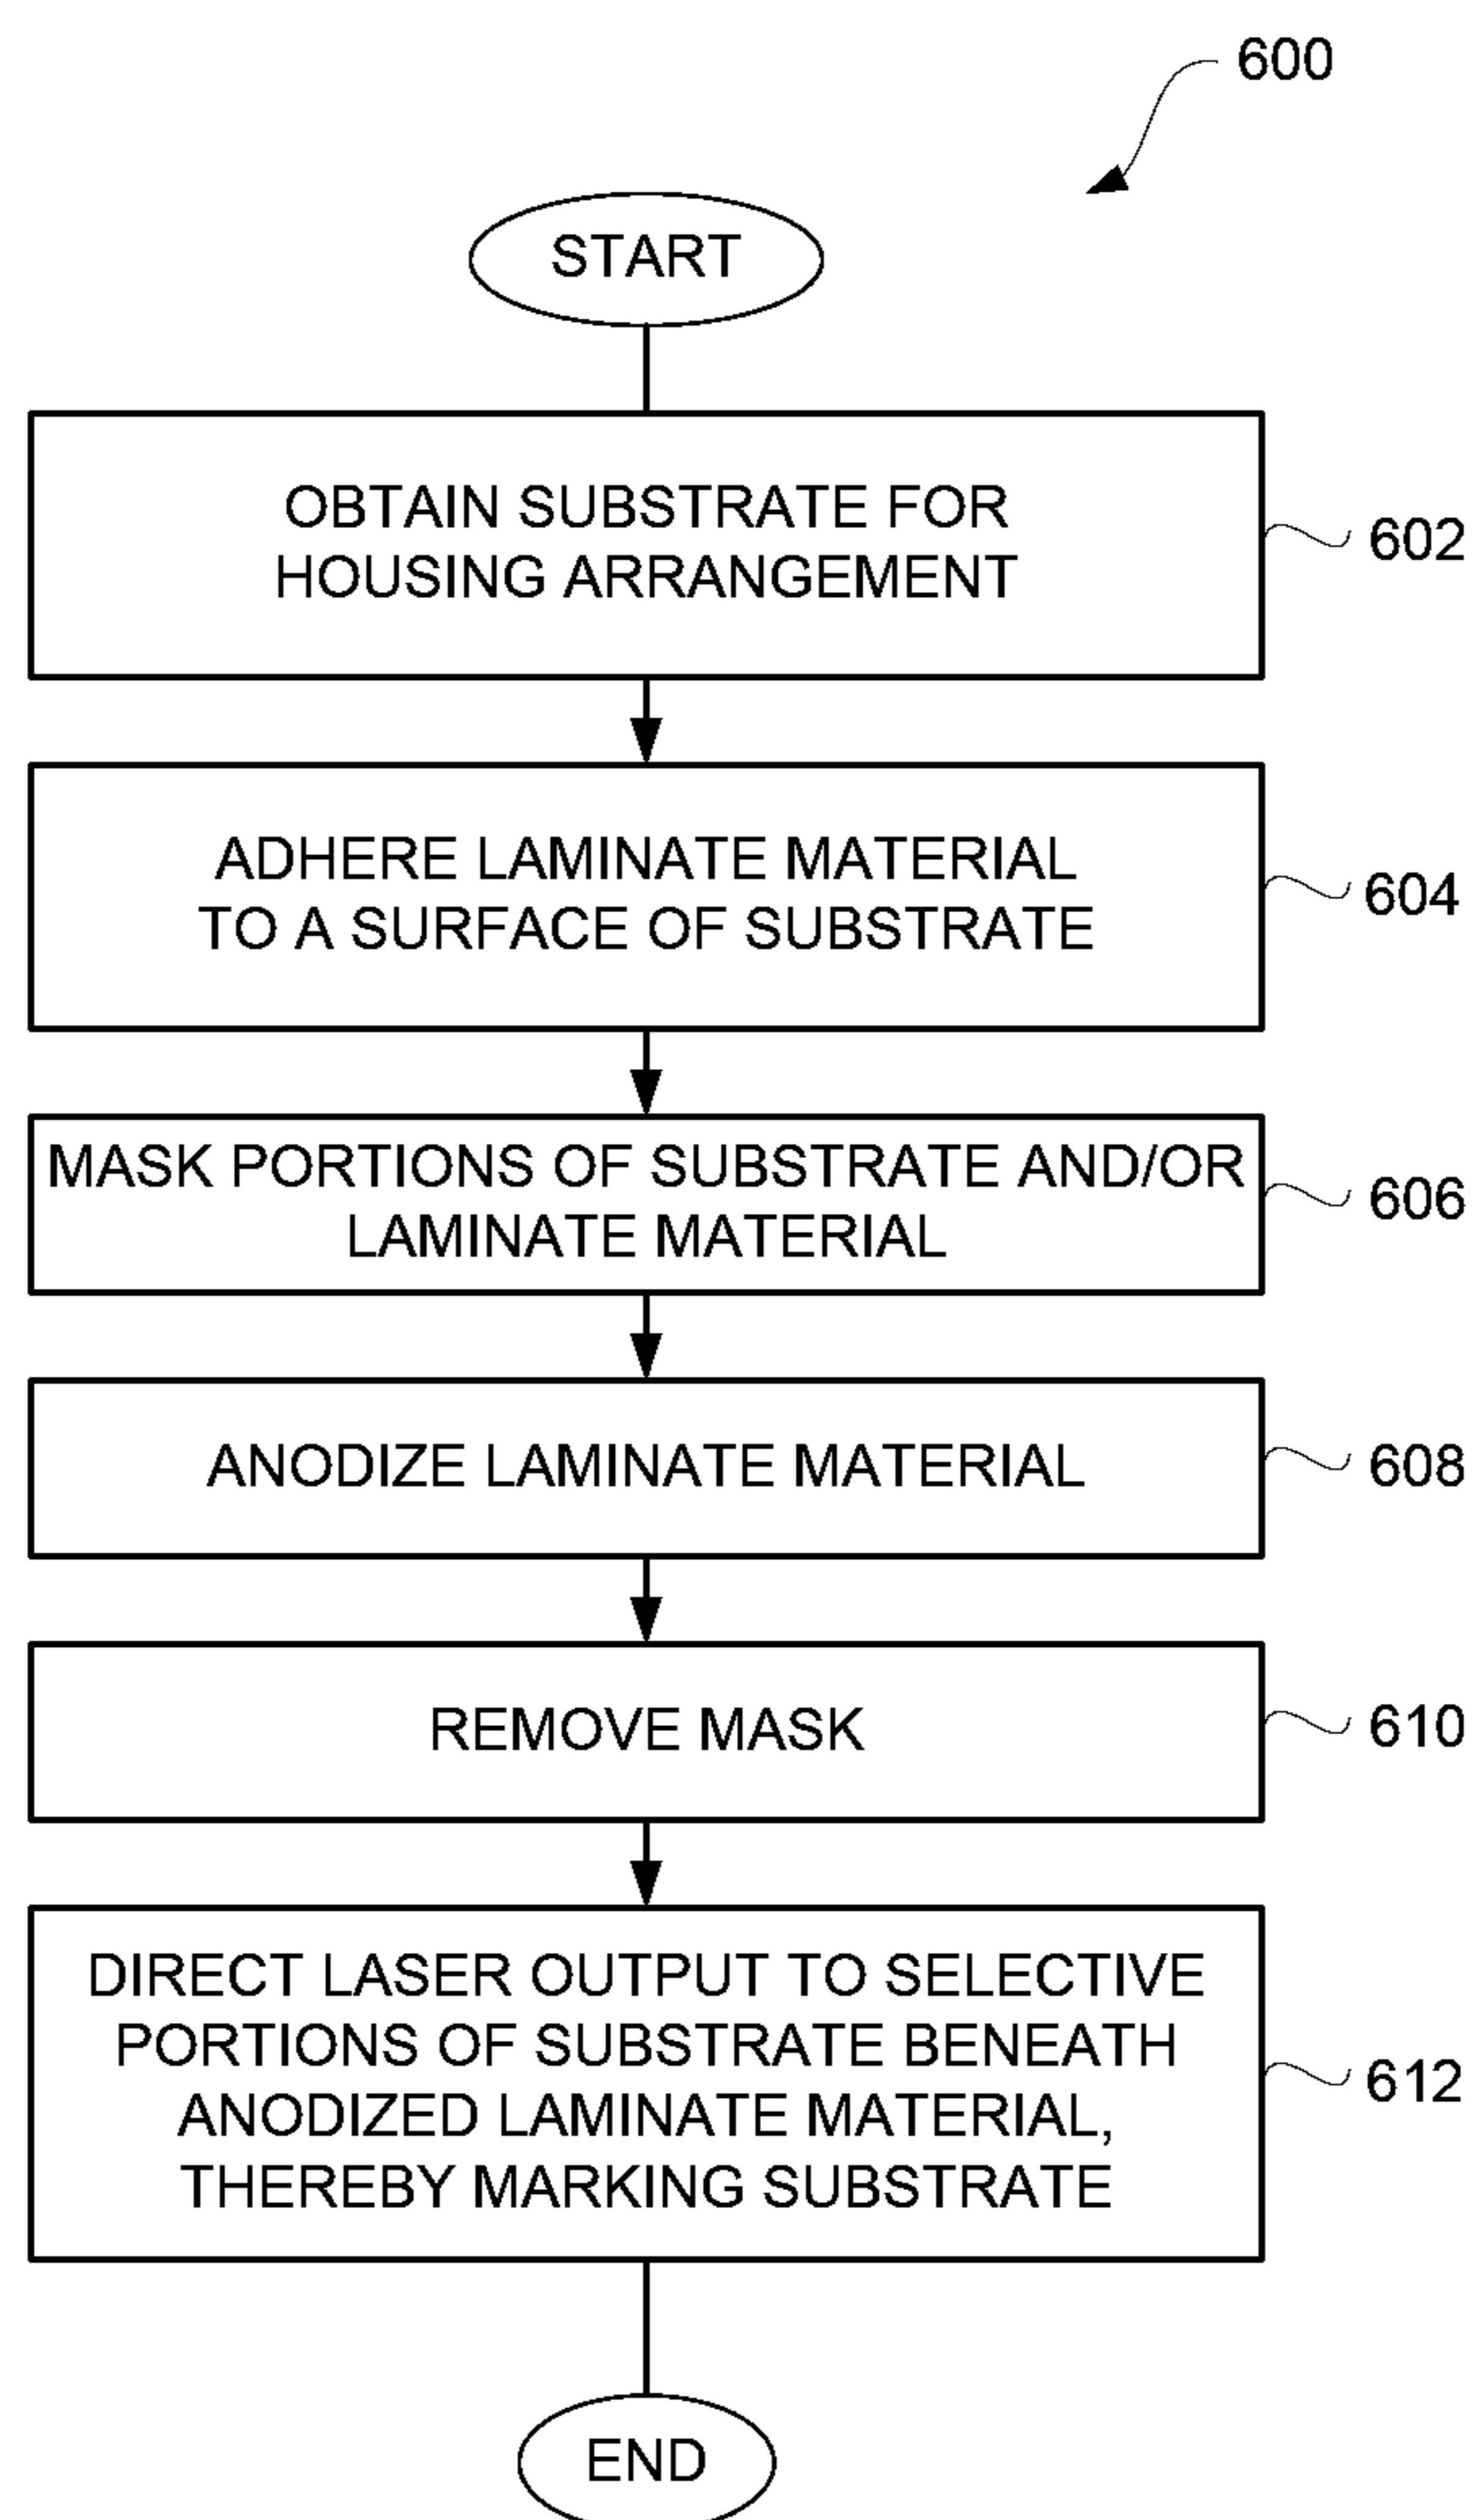 600
START
OBTAIN SUBSTRATE FOR
HOUSING ARRANGEMENT
602
ADHERE LAMINATE MATERIAL
TO A SURFACE OF SUBSTRATE
604
MASK PORTIONS OF SUBSTRATE AND/OR
LAMINATE MATERIAL
606
ANODIZE LAMINATE MATERIAL
608
REMOVE MASK
610
DIRECT LASER OUTPUT TO SELECTIVE
PORTIONS OF SUBSTRATE BENEATH
ANODIZED LAMINATE MATERIAL,
THEREBY MARKING SUBSTRATE
612
END